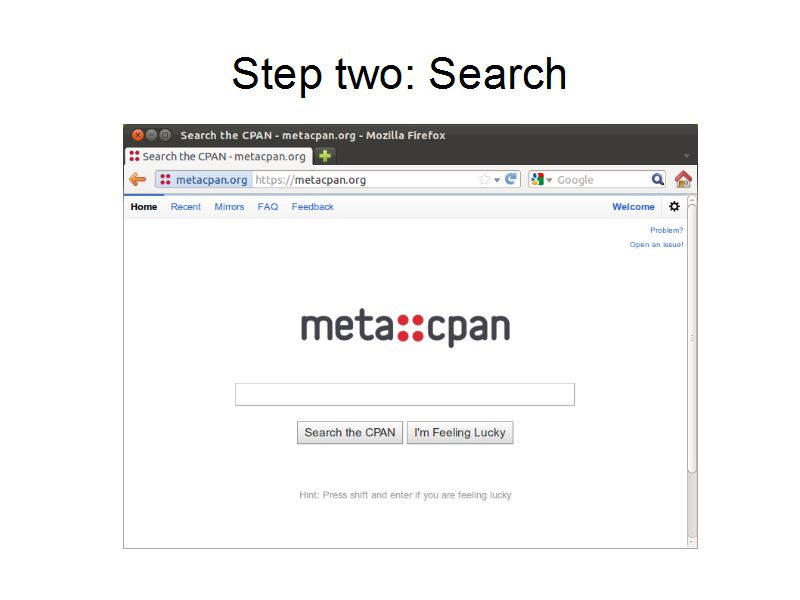 Step two: Search
Search the CPAN - metacpan.org - Mozilla Firefox
Search the CPAN - metacpan.org
metacpan.org https://metacpan.org Google
Home Recent Mirrors FAQ Feedback Welcome
Problem?
Open an issue!
meta::cpan
Search the CPAN I'm Feeling Lucky
Hint: Press shift and enter if you are feeling lucky